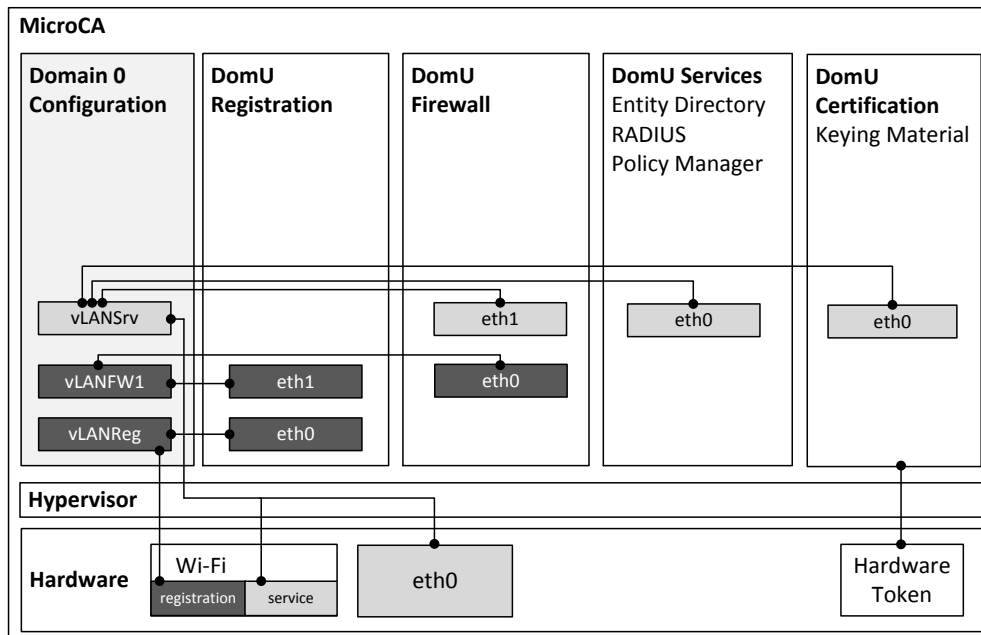 MicroCA
Domain 0
Configuration
DomU
Registration
DomU
Firewall
DomU Services
Entity Directory
RADIUS
Policy Manager
DomU
Certification
Keying Material
vLANSrv
eth1
eth0
eth0
vLANFW1
eth1
eth0
vLANReg
eth0
Hypervisor
Hardware
Wi-Fi
registration
service
eth0
Hardware
Token